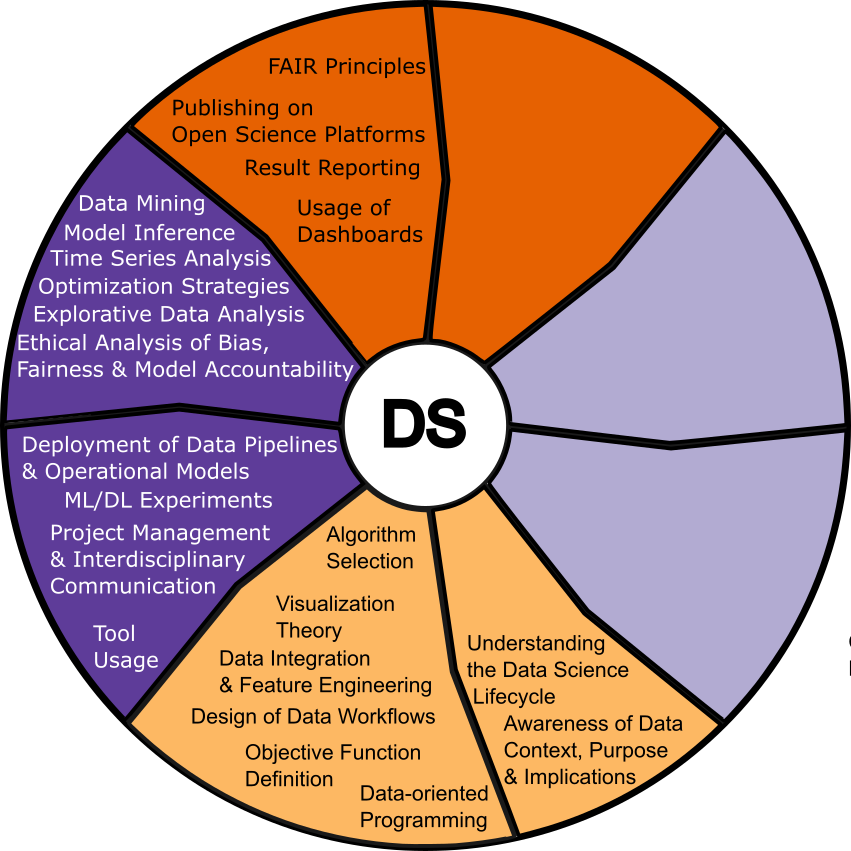 FAIR Principles
Publishing on
Open Science Platforms
Result Reporting
Usage of
Dashboards
Data Mining
Model Inference
Time Series Analysis
Optimization Strategies
Explorative Data Analysis
Ethical Analysis of Bias,
Fairness & Model Accountability
DS
Deployment of Data Pipelines
& Operational Models
ML/DL Experiments
Project Management
& Interdisciplinary
Communication
Tool
Usage
Algorithm
Selection
Visualization
Theory
Data Integration
& Feature Engineering
Design of Data Workflows
Objective Function
Definition
Data-oriented
Programming
Understanding
the Data Science
Lifecycle
Awareness of Data
Context, Purpose
& Implications